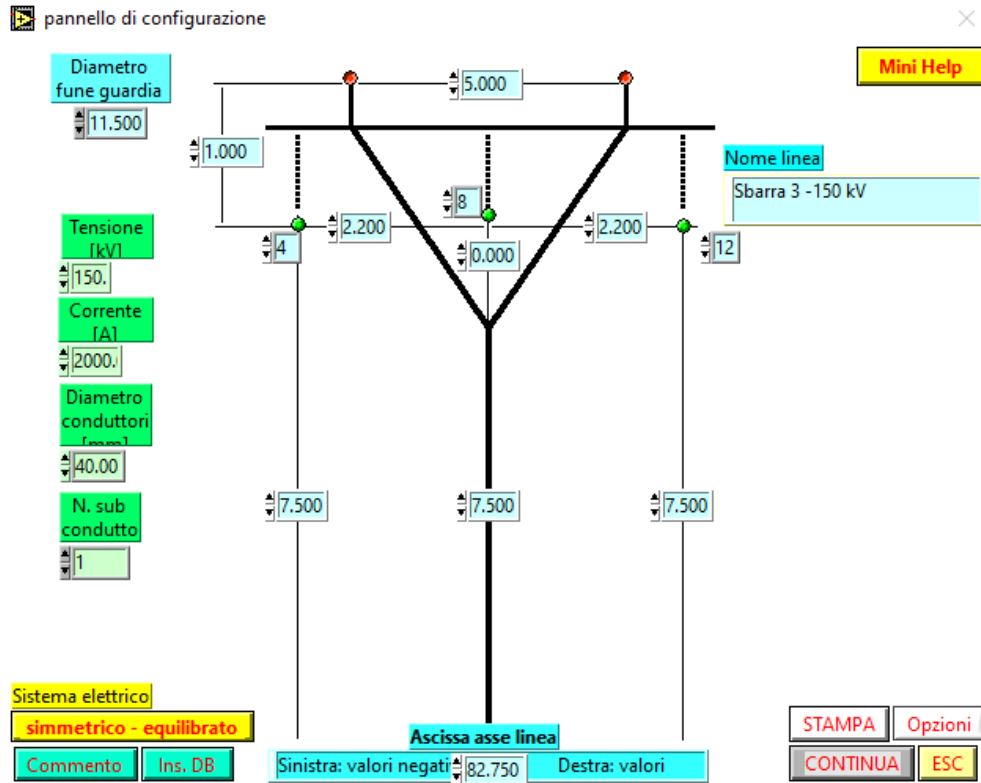 pannello di configurazione
Diametro
fune guardia
11.500
5.000
Mini Help
1.000
Nome linea
Sbarra 3 -150 kV
8
Tensione
[kV]
150.
2.200
2.200
4
0.000
12
Corrente
[A]
2000.
Diametro
conduttori
[mm]
40.00
N. sub
condutto
1
7.500
7.500
7.500
Sistema elettrico
simmetrico - equilibrato
Commento
Ins. DB
Ascissa asse linea
Sinistra: valori negati
82.750
Destra: valori
STAMPA
Opzioni
CONTINUA
ESC